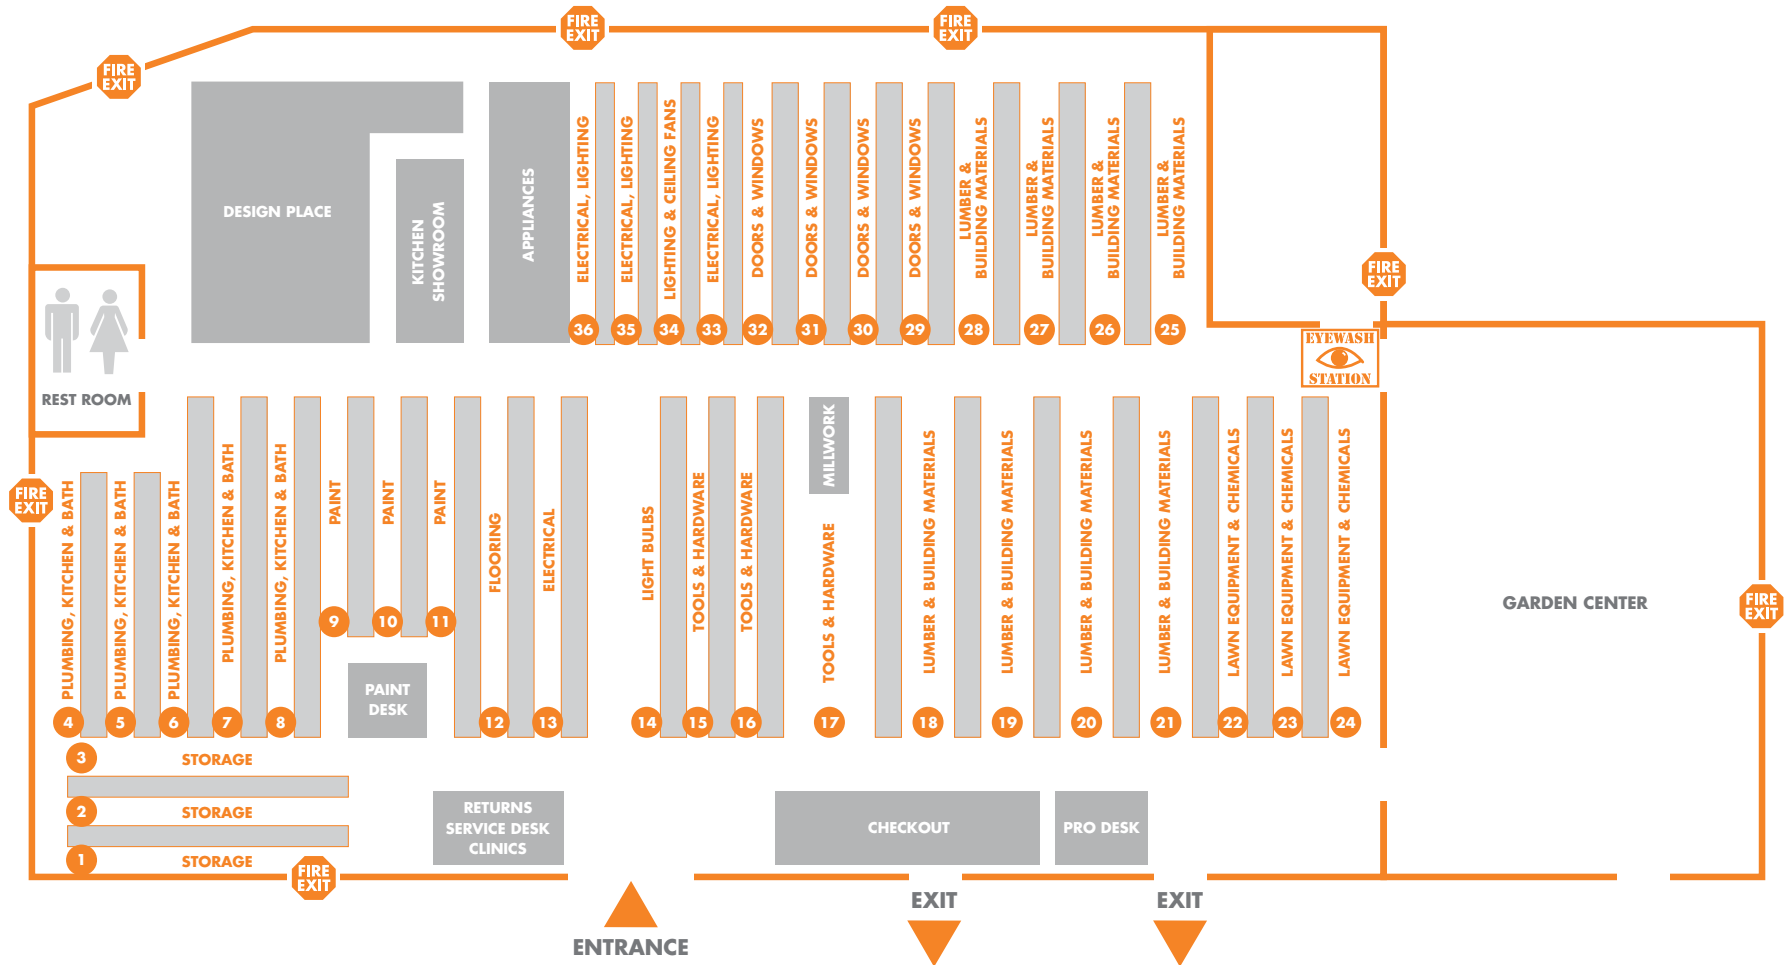 FIRE
EXIT
FIRE
EXIT
FIRE
EXIT
DESIGN PLACE
KITCHEN
SHOWROOM
APPLIANCES
ELECTRICAL, LIGHTING
ELECTRICAL, LIGHTING
LIGHTING & CEILING FANS
ELECTRICAL, LIGHTING
DOORS & WINDOWS
DOORS & WINDOWS
DOORS & WINDOWS
DOORS & WINDOWS
LUMBER &
BUILDING MATERIALS
LUMBER &
BUILDING MATERIALS
LUMBER &
BUILDING MATERIALS
LUMBER &
BUILDING MATERIALS
36 35 34 33 32 31 30 29 28 27 26 25
FIRE
EXIT
EYEWASH
STATION
REST ROOM
FIRE
EXIT
PLUMBING, KITCHEN & BATH
PLUMBING, KITCHEN & BATH
PLUMBING, KITCHEN & BATH
PLUMBING, KITCHEN & BATH
PLUMBING, KITCHEN & BATH
PAINT
PAINT
PAINT
9 10 11
PAINT
DESK
FLOORING
ELECTRICAL
LIGHT BULBS
TOOLS & HARDWARE
TOOLS & HARDWARE
MILLWORK
TOOLS & HARDWARE
LUMBER & BUILDING MATERIALS
LUMBER & BUILDING MATERIALS
LUMBER & BUILDING MATERIALS
LUMBER & BUILDING MATERIALS
LAWN EQUIPMENT & CHEMICALS
LAWN EQUIPMENT & CHEMICALS
LAWN EQUIPMENT & CHEMICALS
GARDEN CENTER
FIRE
EXIT
4 5 6 7 8 12 13 14 15 16 17 18 19 20 21 22 23 24
3 STORAGE
2 STORAGE
1 STORAGE
FIRE
EXIT
RETURNS
SERVICE DESK
CLINICS
CHECKOUT
PRO DESK
ENTRANCE
EXIT
EXIT